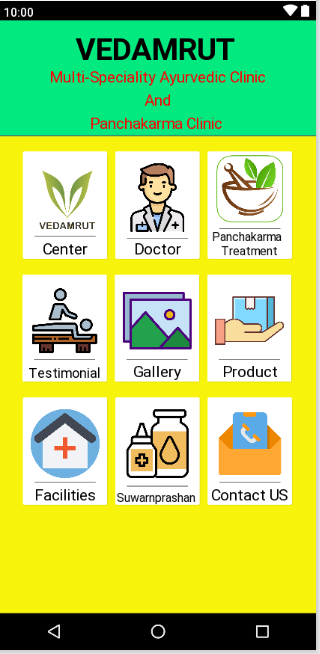 10:00
VEDAMRUT
Multi-Speciality Ayurvedic Clinic
And
Panchakarma Clinic
VEDAMRUT
Center
Doctor
Panchakarma
Treatment
Testimonial
Gallery
Product
Facilities
Suwarnprashan
Contact US